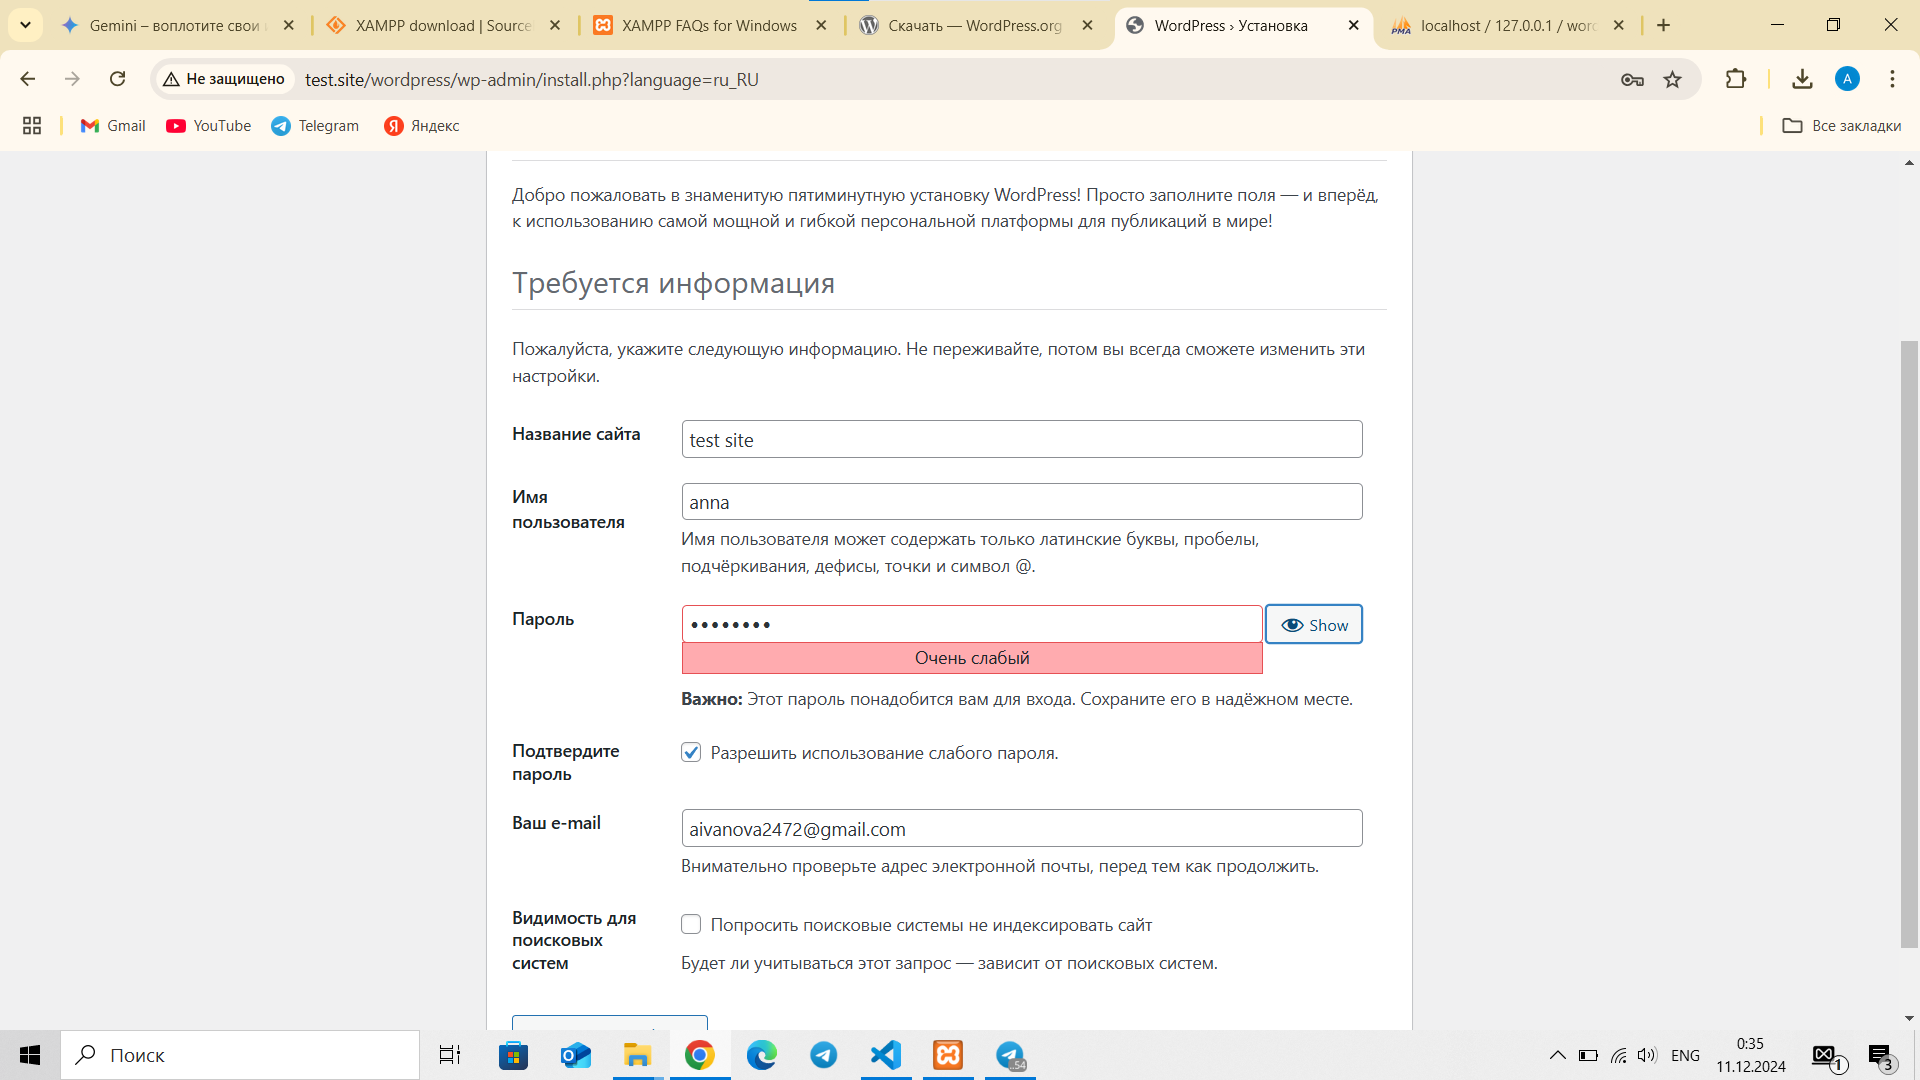 Gemini – воплотите свои
XAMPP download | Source
XAMPP FAQs for Windows
Скачать — WordPress.org
WordPress › Установка
PMA
localhost / 127.0.0.1 / word
Не защищено
test.site/wordpress/wp-admin/install.php?language=ru_RU
A
Gmail
YouTube
Telegram
Я
Яндекс
Все закладки
Добро пожаловать в знаменитую пятиминутную установку WordPress! Просто заполните поля — и вперёд,
к использованию самой мощной и гибкой персональной платформы для публикаций в мире!
Требуется информация
Пожалуйста, укажите следующую информацию. Не переживайте, потом вы всегда сможете изменить эти
настройки.
Название сайта
test site
Имя
пользователя
anna
Имя пользователя может содержать только латинские буквы, пробелы,
подчёркивания, дефисы, точки и символ @.
Пароль
••••••••
Show
Очень слабый
Важно: Этот пароль понадобится вам для входа. Сохраните его в надёжном месте.
Подтвердите
пароль
Разрешить использование слабого пароля.
Ваш e-mail
aivanova2472@gmail.com
Внимательно проверьте адрес электронной почты, перед тем как продолжить.
Видимость для
поисковых
систем
Попросить поисковые системы не индексировать сайт
Будет ли учитываться этот запрос — зависит от поисковых систем.
Поиск
..54
ENG
0:35
11.12.2024
1
3